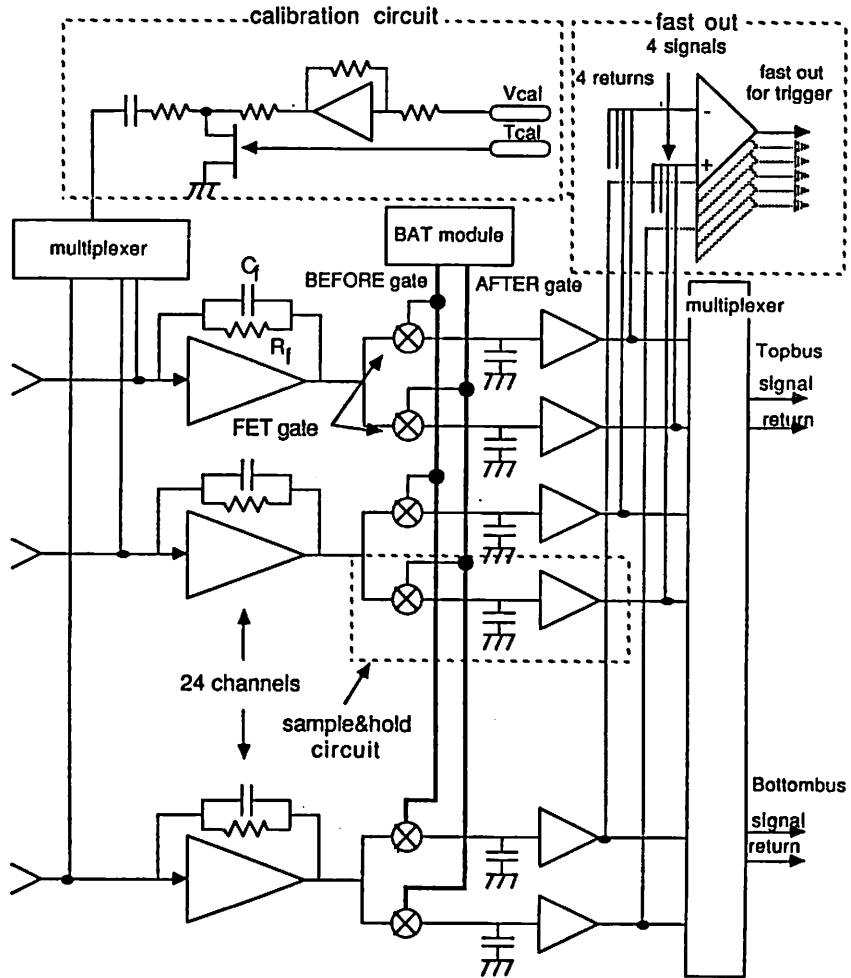 calibration circuit
fast out
4 signals
4 returns
fast out
for trigger
Vcal
Tcal
-
+
multiplexer
BAT module
Cf
Rf
BEFORE gate
AFTER gate
multiplexer
FET gate
Topbus
signal
return
24 channels
sample&hold
circuit
Bottombus
signal
return